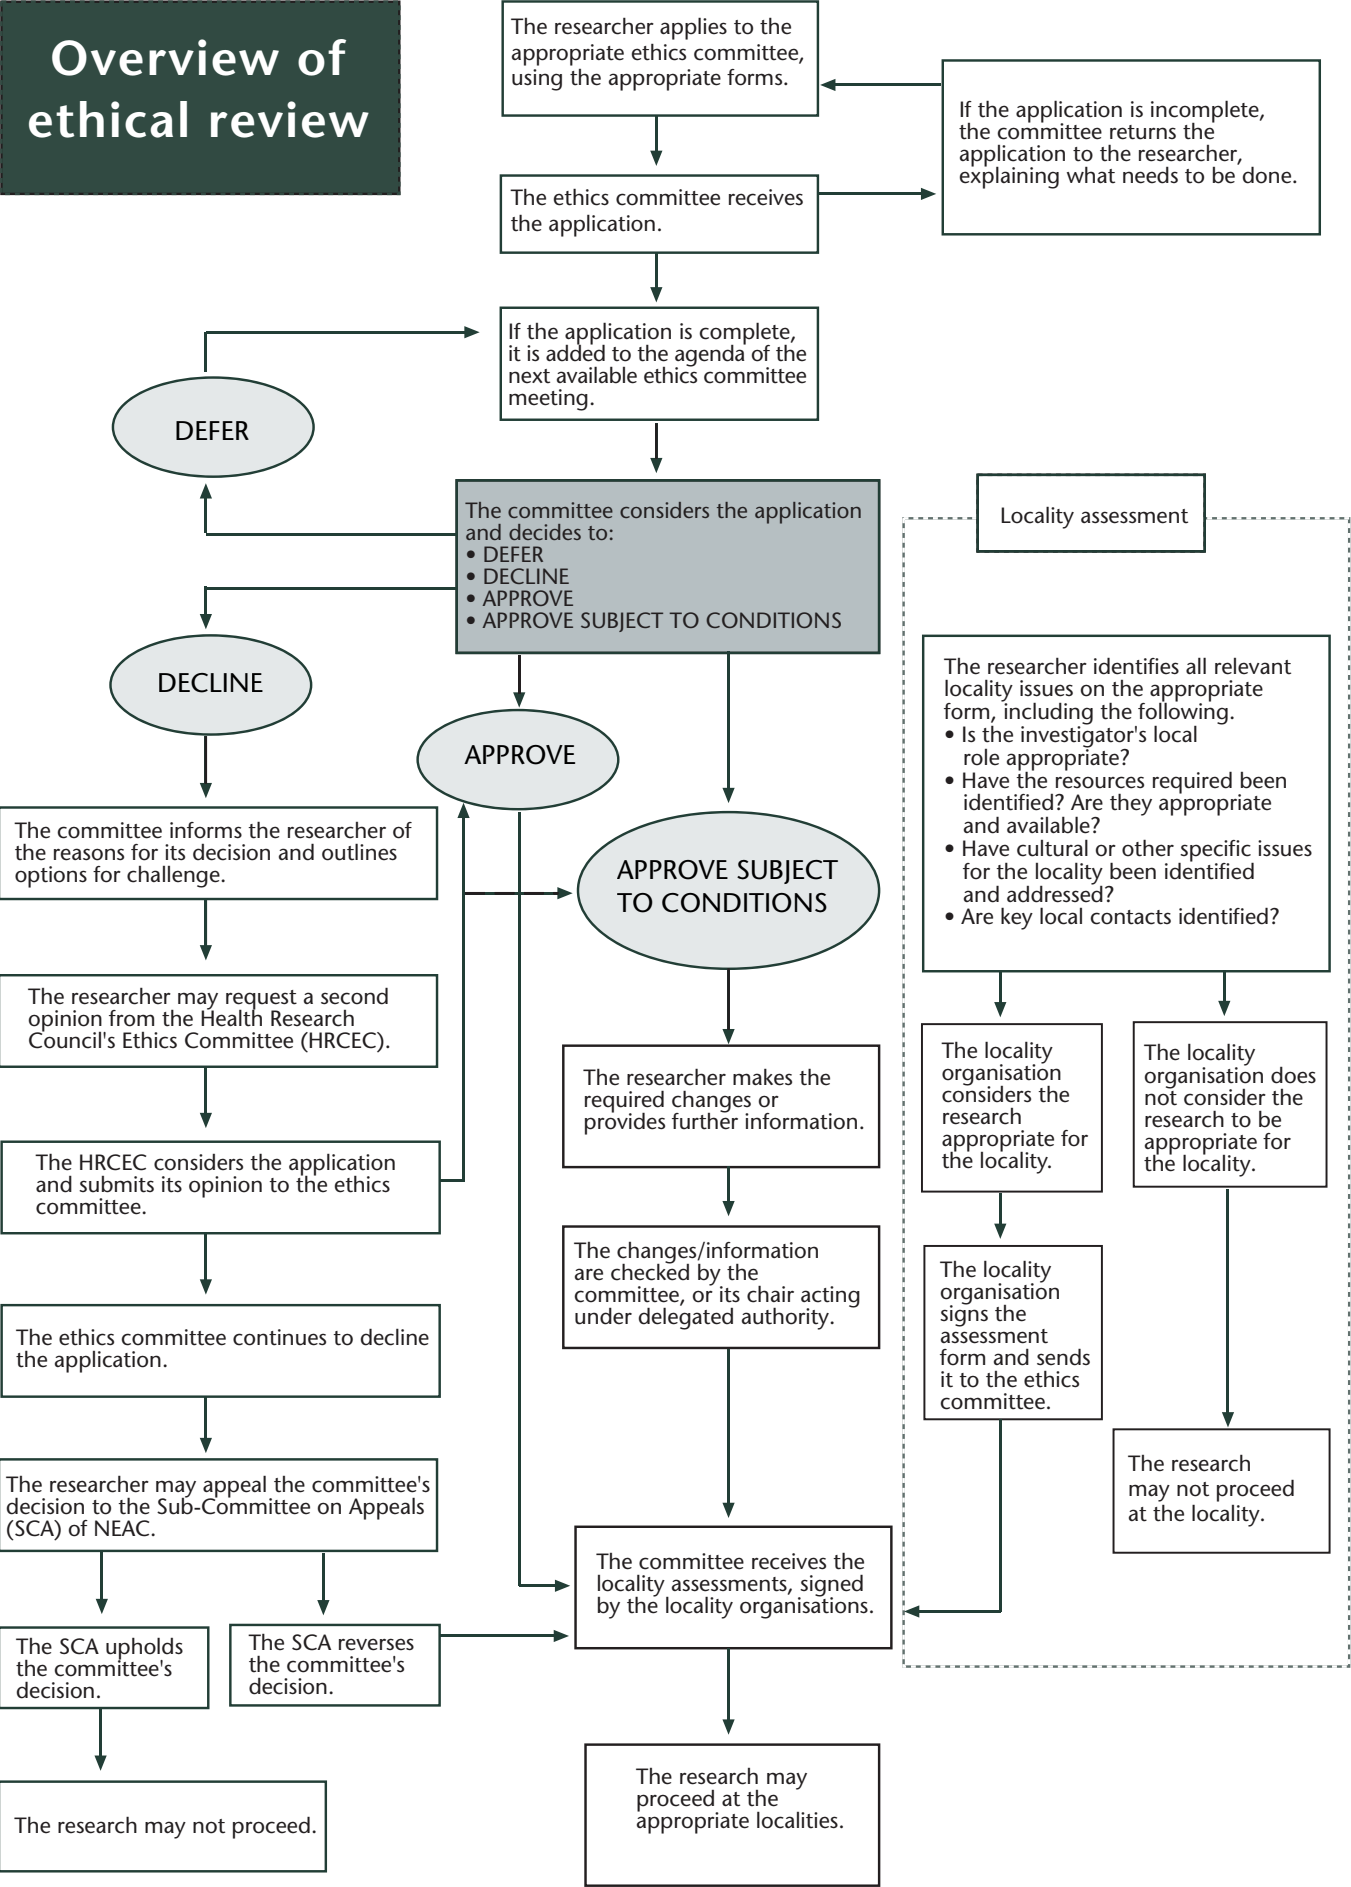 Overview of
ethical review
The researcher applies to the
appropriate ethics committee,
using the appropriate forms.
If the application is incomplete,
the committee returns the
application to the researcher,
explaining what needs to be done.
The ethics committee receives
the application.
If the application is complete,
it is added to the agenda of the
next available ethics committee
meeting.
DEFER
The committee considers the application
and decides to:
• DEFER
• DECLINE
• APPROVE
• APPROVE SUBJECT TO CONDITIONS
DECLINE
APPROVE
APPROVE SUBJECT
TO CONDITIONS
The committee informs the researcher of
the reasons for its decision and outlines
options for challenge.
The researcher may request a second
opinion from the Health Research
Council's Ethics Committee (HRCEC).
The HRCEC considers the application
and submits its opinion to the ethics
committee.
The ethics committee continues to decline
the application.
The researcher may appeal the committee's
decision to the Sub-Committee on Appeals
(SCA) of NEAC.
The SCA upholds
the committee's
decision.
The SCA reverses
the committee's
decision.
The research may not proceed.
The researcher makes the
required changes or
provides further information.
The changes/information
are checked by the
committee, or its chair acting
under delegated authority.
The committee receives the
locality assessments, signed
by the locality organisations.
The research may
proceed at the
appropriate localities.
Locality assessment
The researcher identifies all relevant
locality issues on the appropriate
form, including the following.
• Is the investigator's local
role appropriate?
• Have the resources required been
identified? Are they appropriate
and available?
• Have cultural or other specific issues
for the locality been identified
and addressed?
• Are key local contacts identified?
The locality
organisation
considers the
research
appropriate for
the locality.
The locality
organisation does
not consider the
research to be
appropriate for
the locality.
The locality
organisation
signs the
assessment
form and sends
it to the ethics
committee.
The research
may not proceed
at the locality.